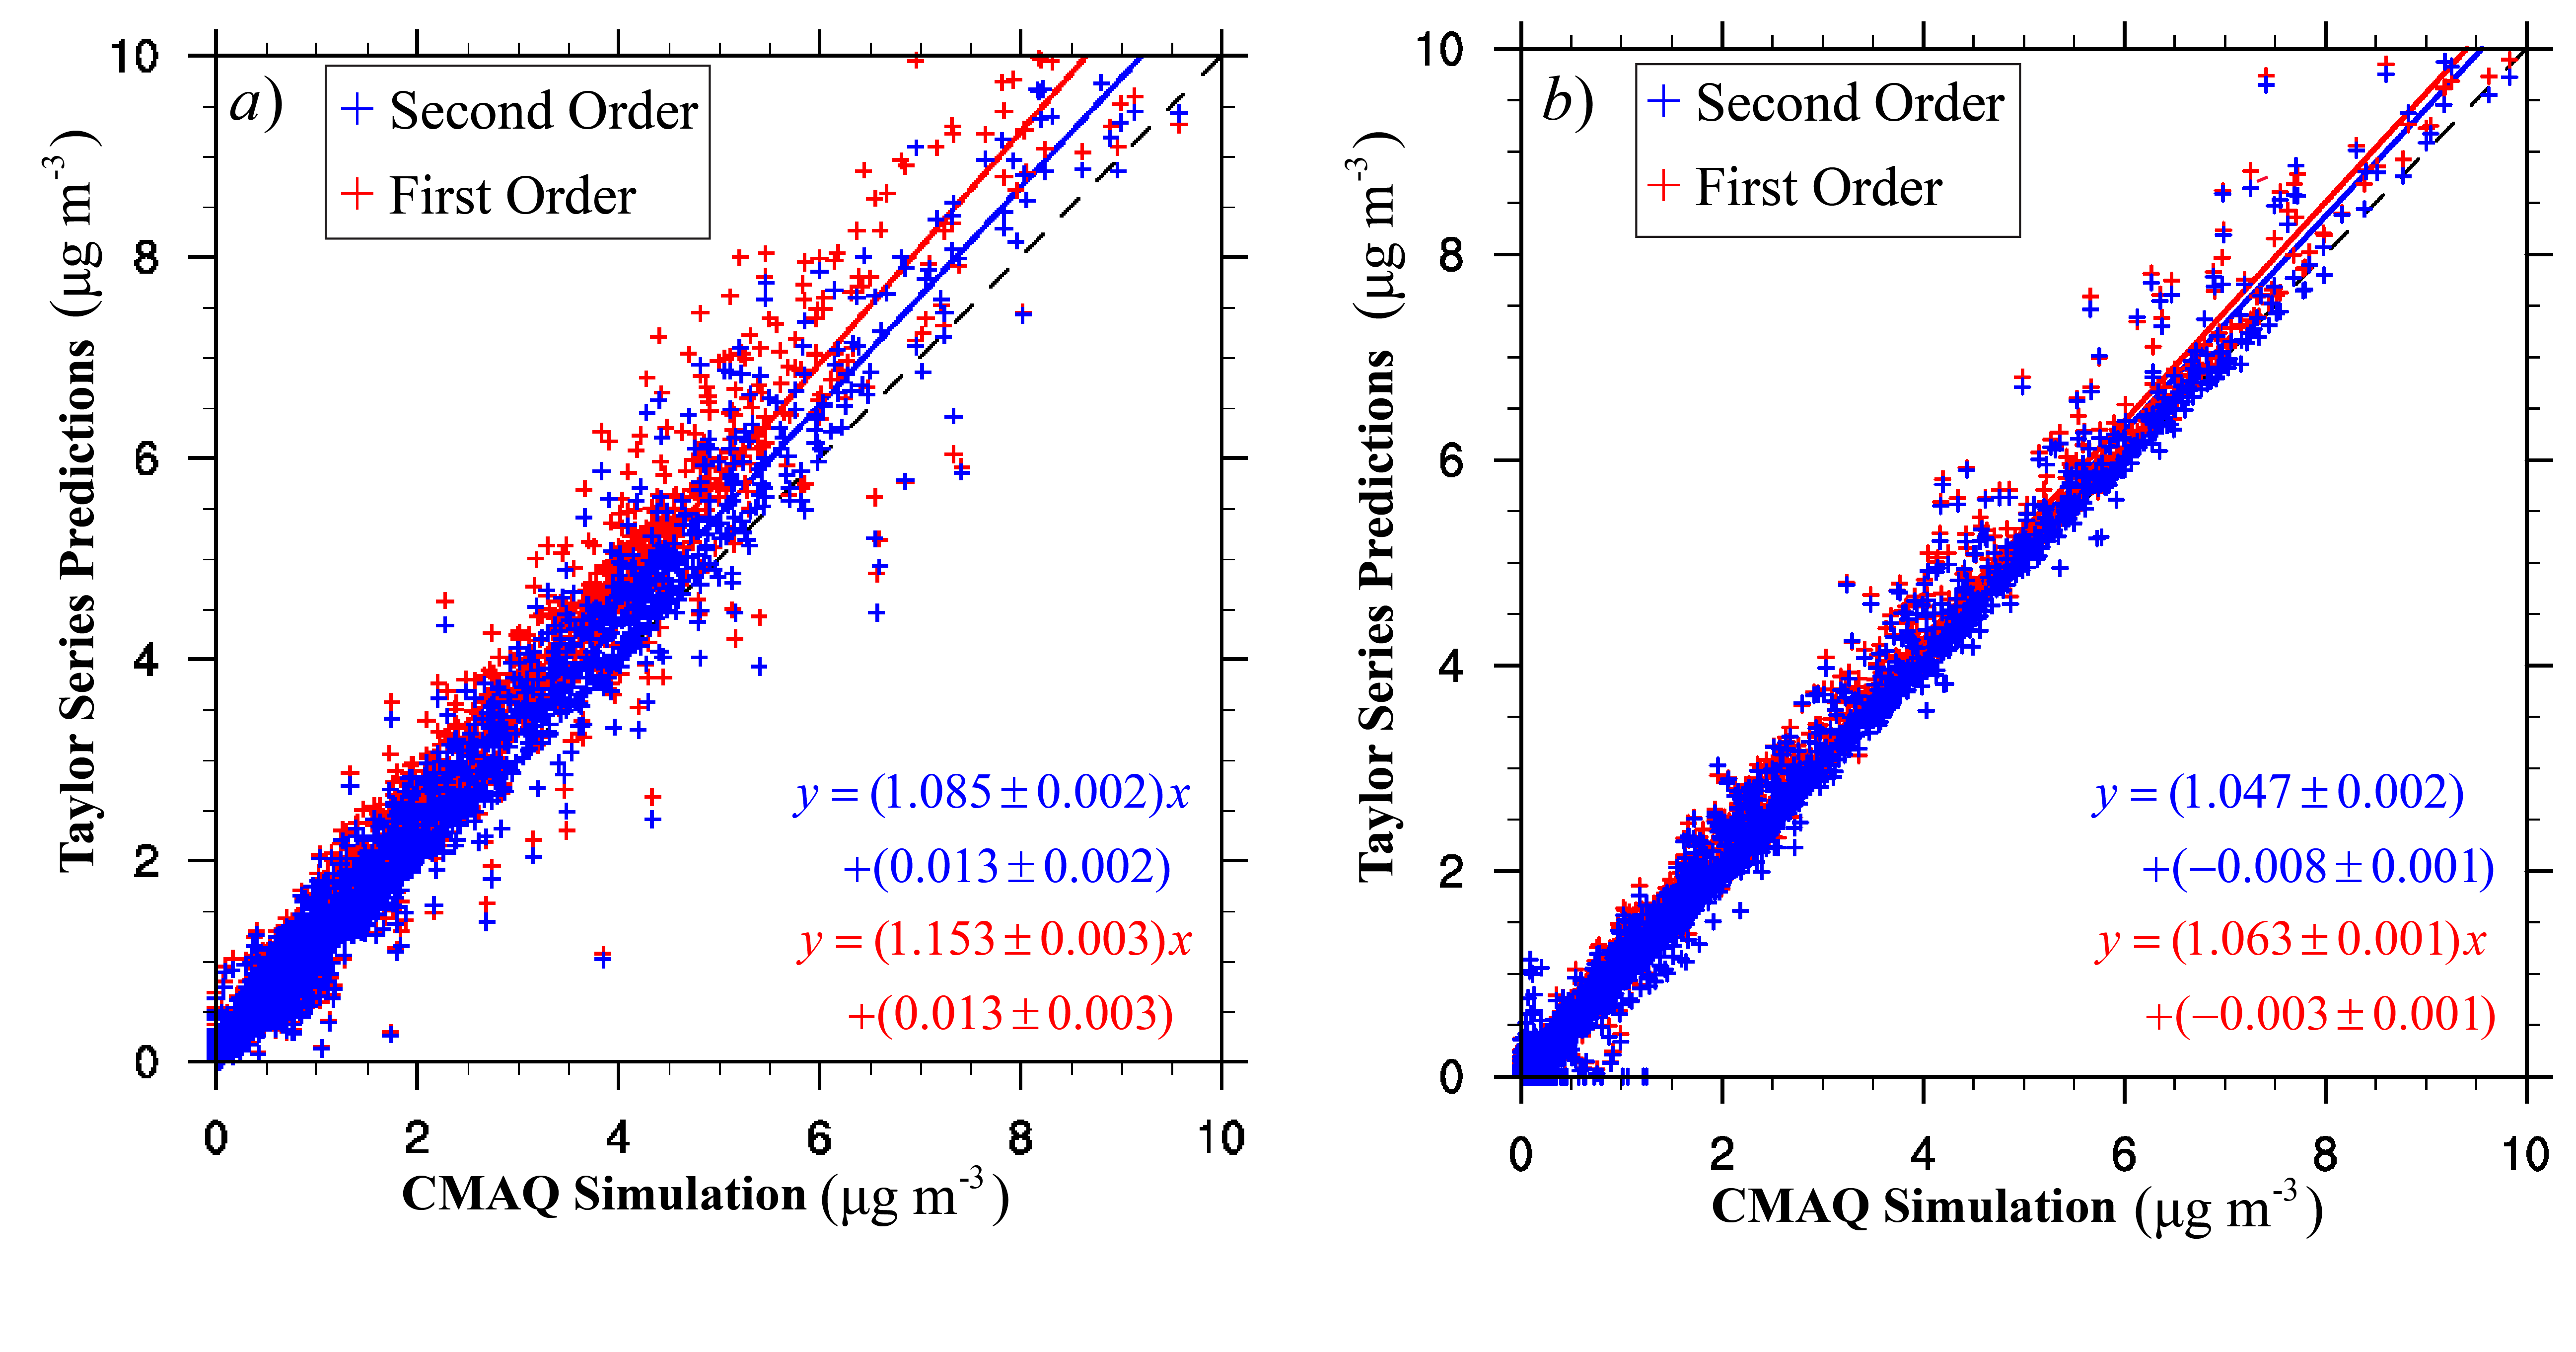 a)
Second Order
First Order
10
8
6
4
2
0
Taylor Series Predictions (µg m⁻³)
y = (1.085 ± 0.002)x
+(0.013 ± 0.002)
y = (1.153 ± 0.003)x
+(0.013 ± 0.003)
0 2 4 6 8 10
CMAQ Simulation (µg m⁻³)
b)
Second Order
First Order
10
8
6
4
2
0
Taylor Series Predictions (µg m⁻³)
y = (1.047 ± 0.002)
+(−0.008 ± 0.001)
y = (1.063 ± 0.001)x
+(−0.003 ± 0.001)
0 2 4 6 8 10
CMAQ Simulation (µg m⁻³)